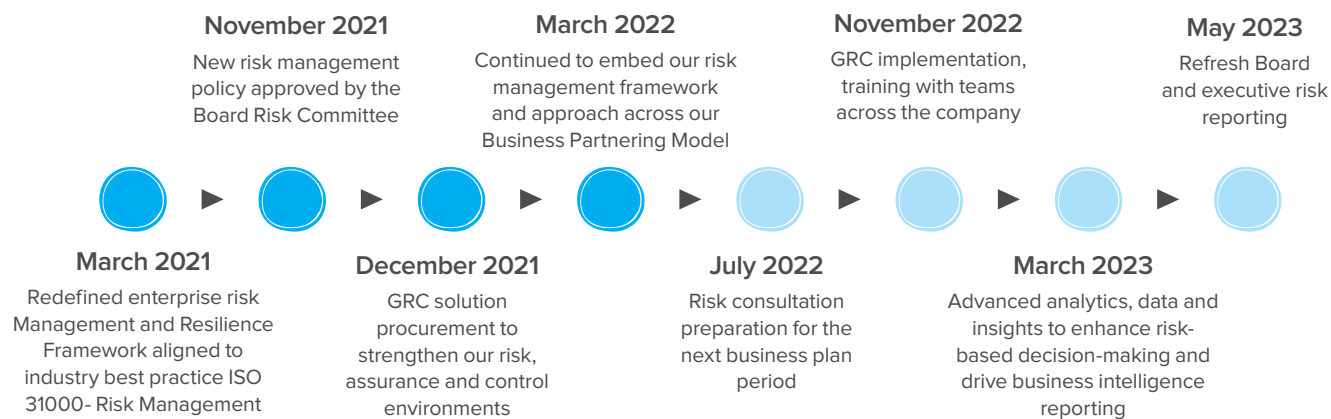 November 2021
New risk management
policy approved by the
Board Risk Committee
March 2022
Continued to embed our risk
management framework
and approach across our
Business Partnering Model
November 2022
GRC implementation,
training with teams
across the company
May 2023
Refresh Board
and executive risk
reporting
March 2021
Redefined enterprise risk
Management and Resilience
Framework aligned to
industry best practice ISO
31000- Risk Management
December 2021
GRC solution
procurement to
strengthen our risk,
assurance and control
environments
July 2022
Risk consultation
preparation for the
next business plan
period
March 2023
Advanced analytics, data and
insights to enhance risk-
based decision-making and
drive business intelligence
reporting